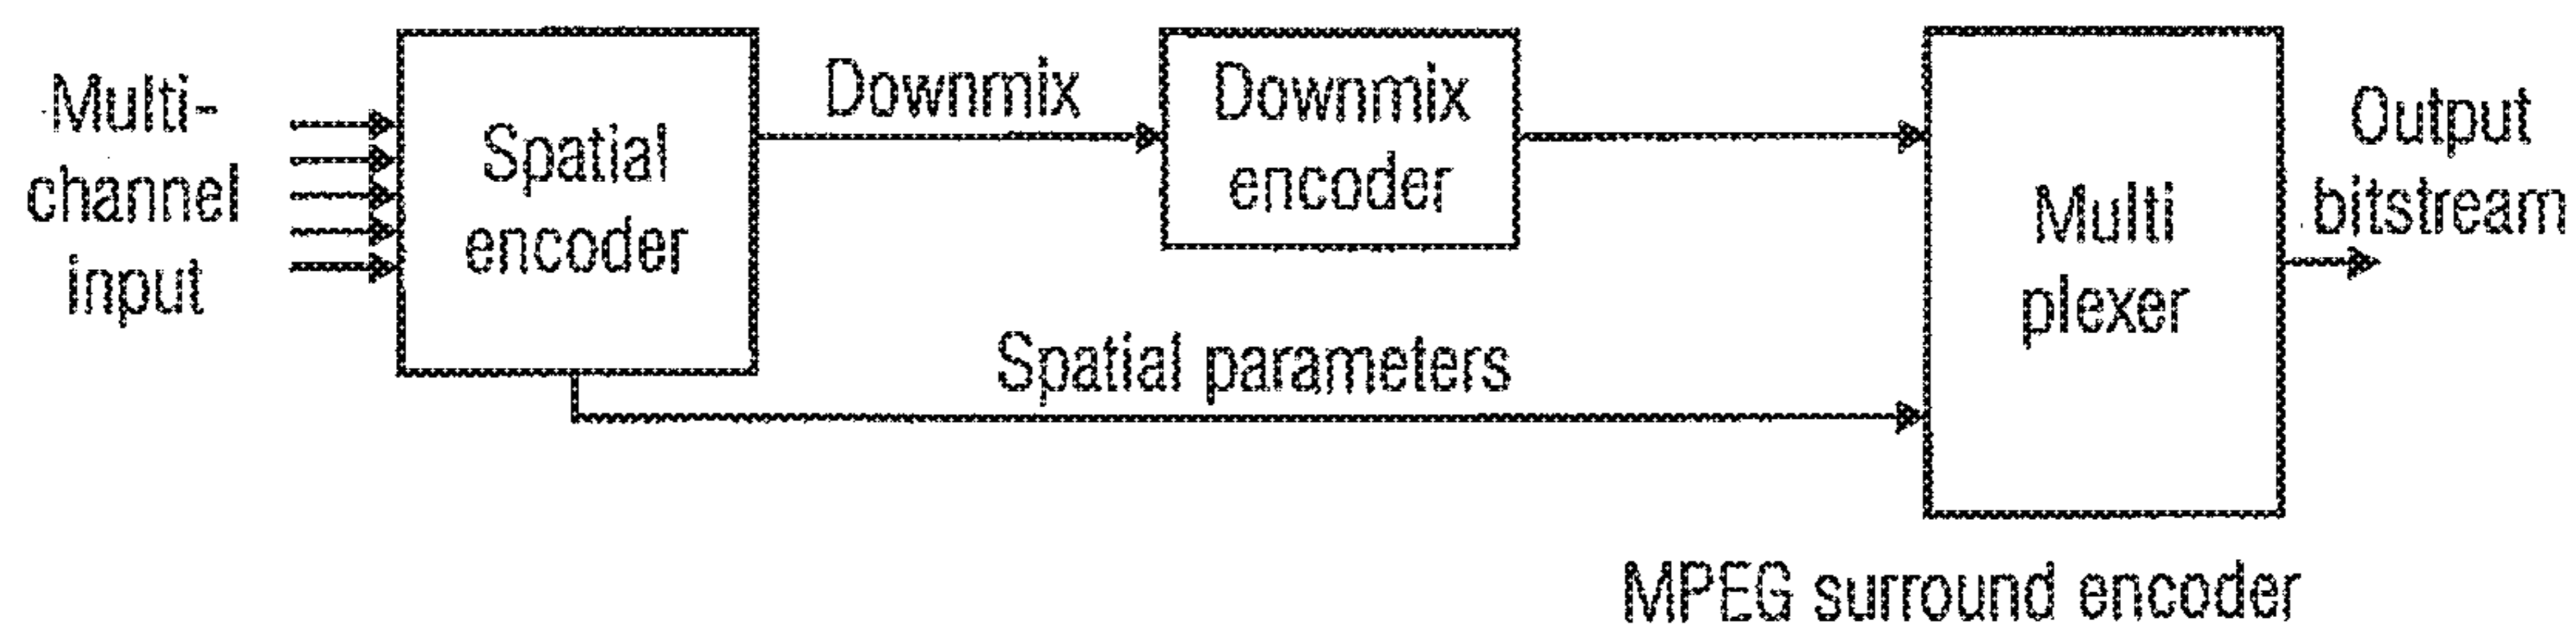 Multi-
channel
input
Spatial
encoder
Downmix
Downmix
encoder
Spatial parameters
Multi
plexer
Output
bitstream
MPEG surround encoder